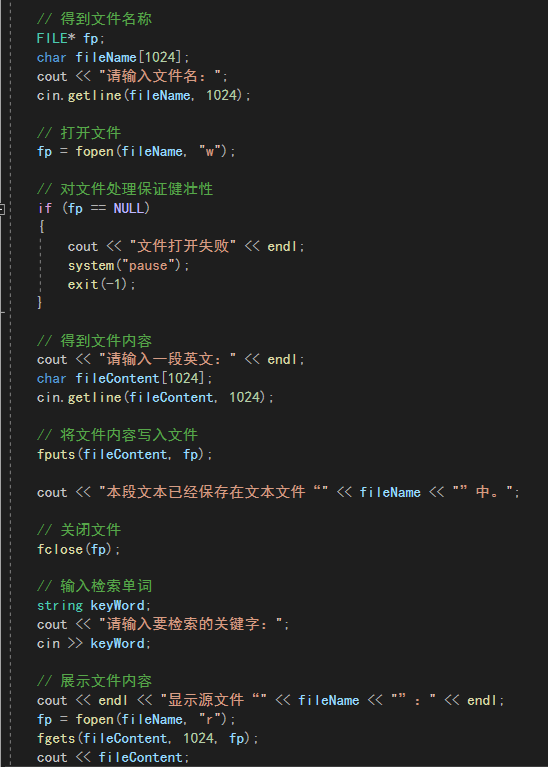 // 得到文件名称
FILE* fp;
char fileName[1024];
cout << "请输入文件名：";
cin.getline(fileName, 1024);
// 打开文件
fp = fopen(fileName, "w");
// 对文件处理保证健壮性
if (fp == NULL)
{
cout << "文件打开失败" << endl;
system("pause");
exit(-1);
}
// 得到文件内容
cout << "请输入一段英文：" << endl;
char fileContent[1024];
cin.getline(fileContent, 1024);
// 将文件内容写入文件
fputs(fileContent, fp);
cout << "本段文本已经保存在文本文件“" << fileName << "”中。";
// 关闭文件
fclose(fp);
// 输入检索单词
string keyWord;
cout << "请输入要检索的关键字：";
cin >> keyWord;
// 展示文件内容
cout << endl << "显示源文件“" << fileName << "”：" << endl;
fp = fopen(fileName, "r");
fgets(fileContent, 1024, fp);
cout << fileContent;